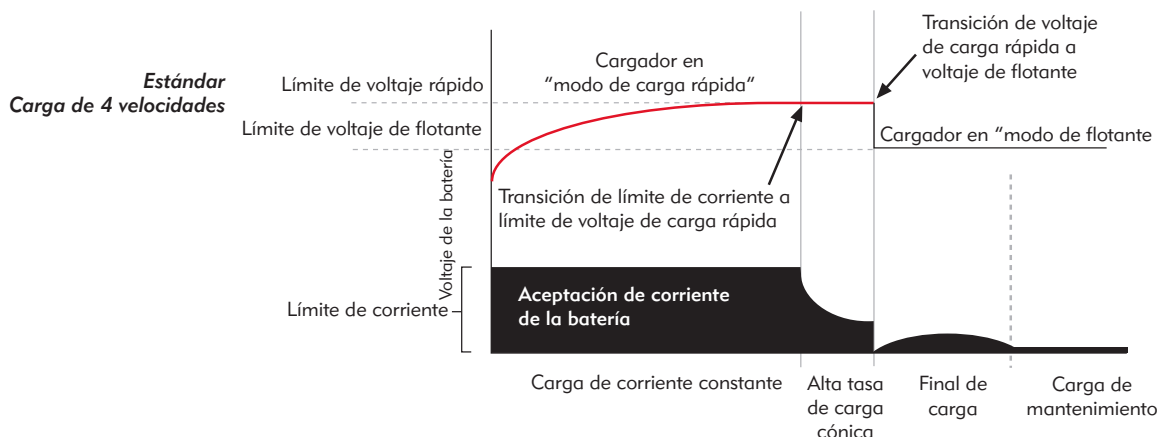 Estándar
Carga de 4 velocidades
Límite de voltaje rápido
Límite de voltaje de flotante
Cargador en
"modo de carga rápida"
Transición de voltaje
de carga rápida a
voltaje de flotante
Cargador en "modo de flotante
Transición de límite de corriente a
límite de voltaje de carga rápida
Voltaje de la batería
Límite de corriente
Aceptación de corriente
de la batería
Carga de corriente constante
Alta tasa
de carga
cónica
Final de
carga
Carga de
mantenimiento